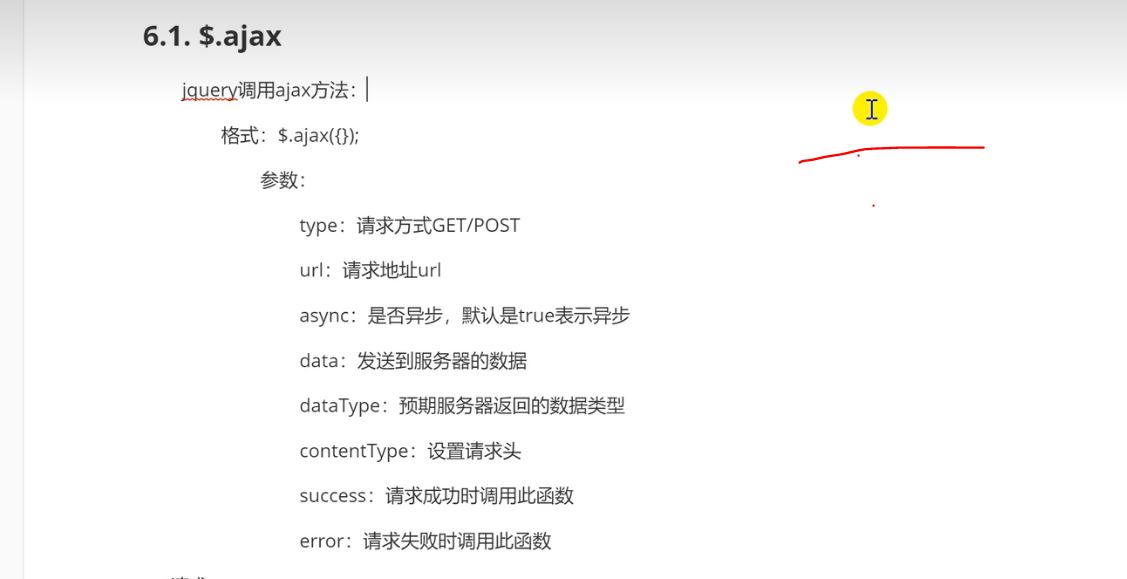 6.1. $.ajax
jquery调用ajax方法：
格式：$.ajax({});
参数：
type：请求方式GET/POST
url：请求地址url
async：是否异步，默认是true表示异步
data：发送到服务器的数据
dataType：预期服务器返回的数据类型
contentType：设置请求头
success：请求成功时调用此函数
error：请求失败时调用此函数